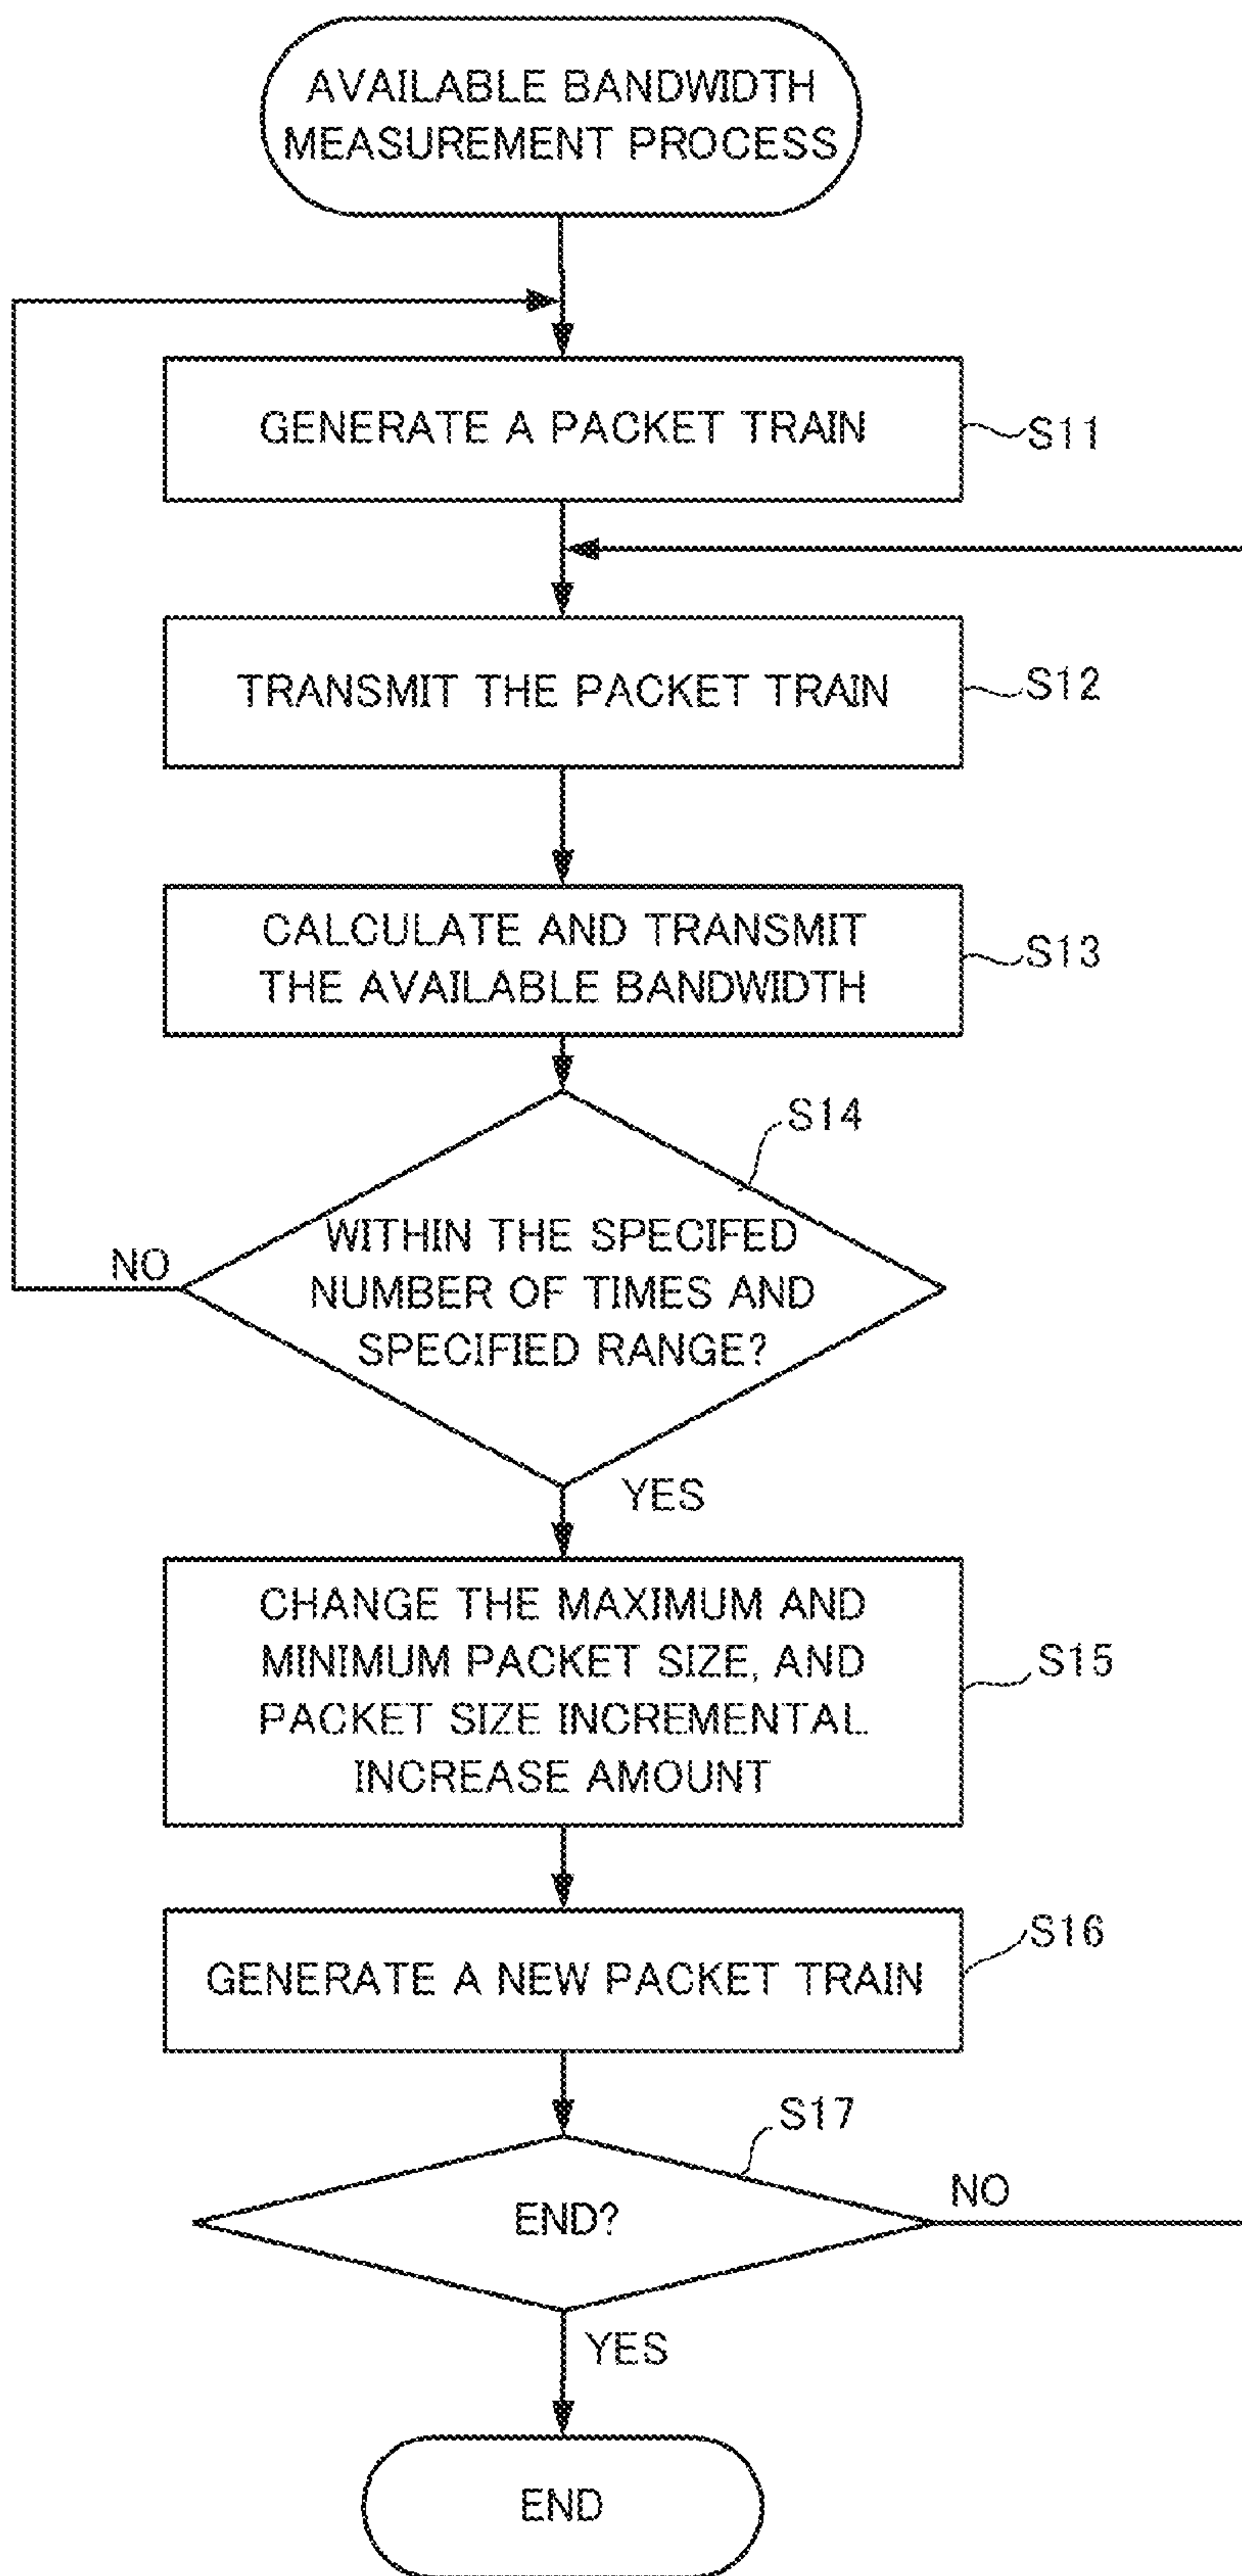 AVAILABLE BANDWIDTH
MEASUREMENT PROCESS
GENERATE A PACKET TRAIN
S11
TRANSMIT THE PACKET TRAIN
S12
CALCULATE AND TRANSMIT
THE AVAILABLE BANDWIDTH
S13
S14
WITHIN THE SPECIFED
NUMBER OF TIMES AND
SPECIFIED RANGE?
NO
YES
CHANGE THE MAXIMUM AND
MINIMUM PACKET SIZE, AND
PACKET SIZE INCREMENTAL
INCREASE AMOUNT
S15
GENERATE A NEW PACKET TRAIN
S16
S17
END?
NO
YES
END